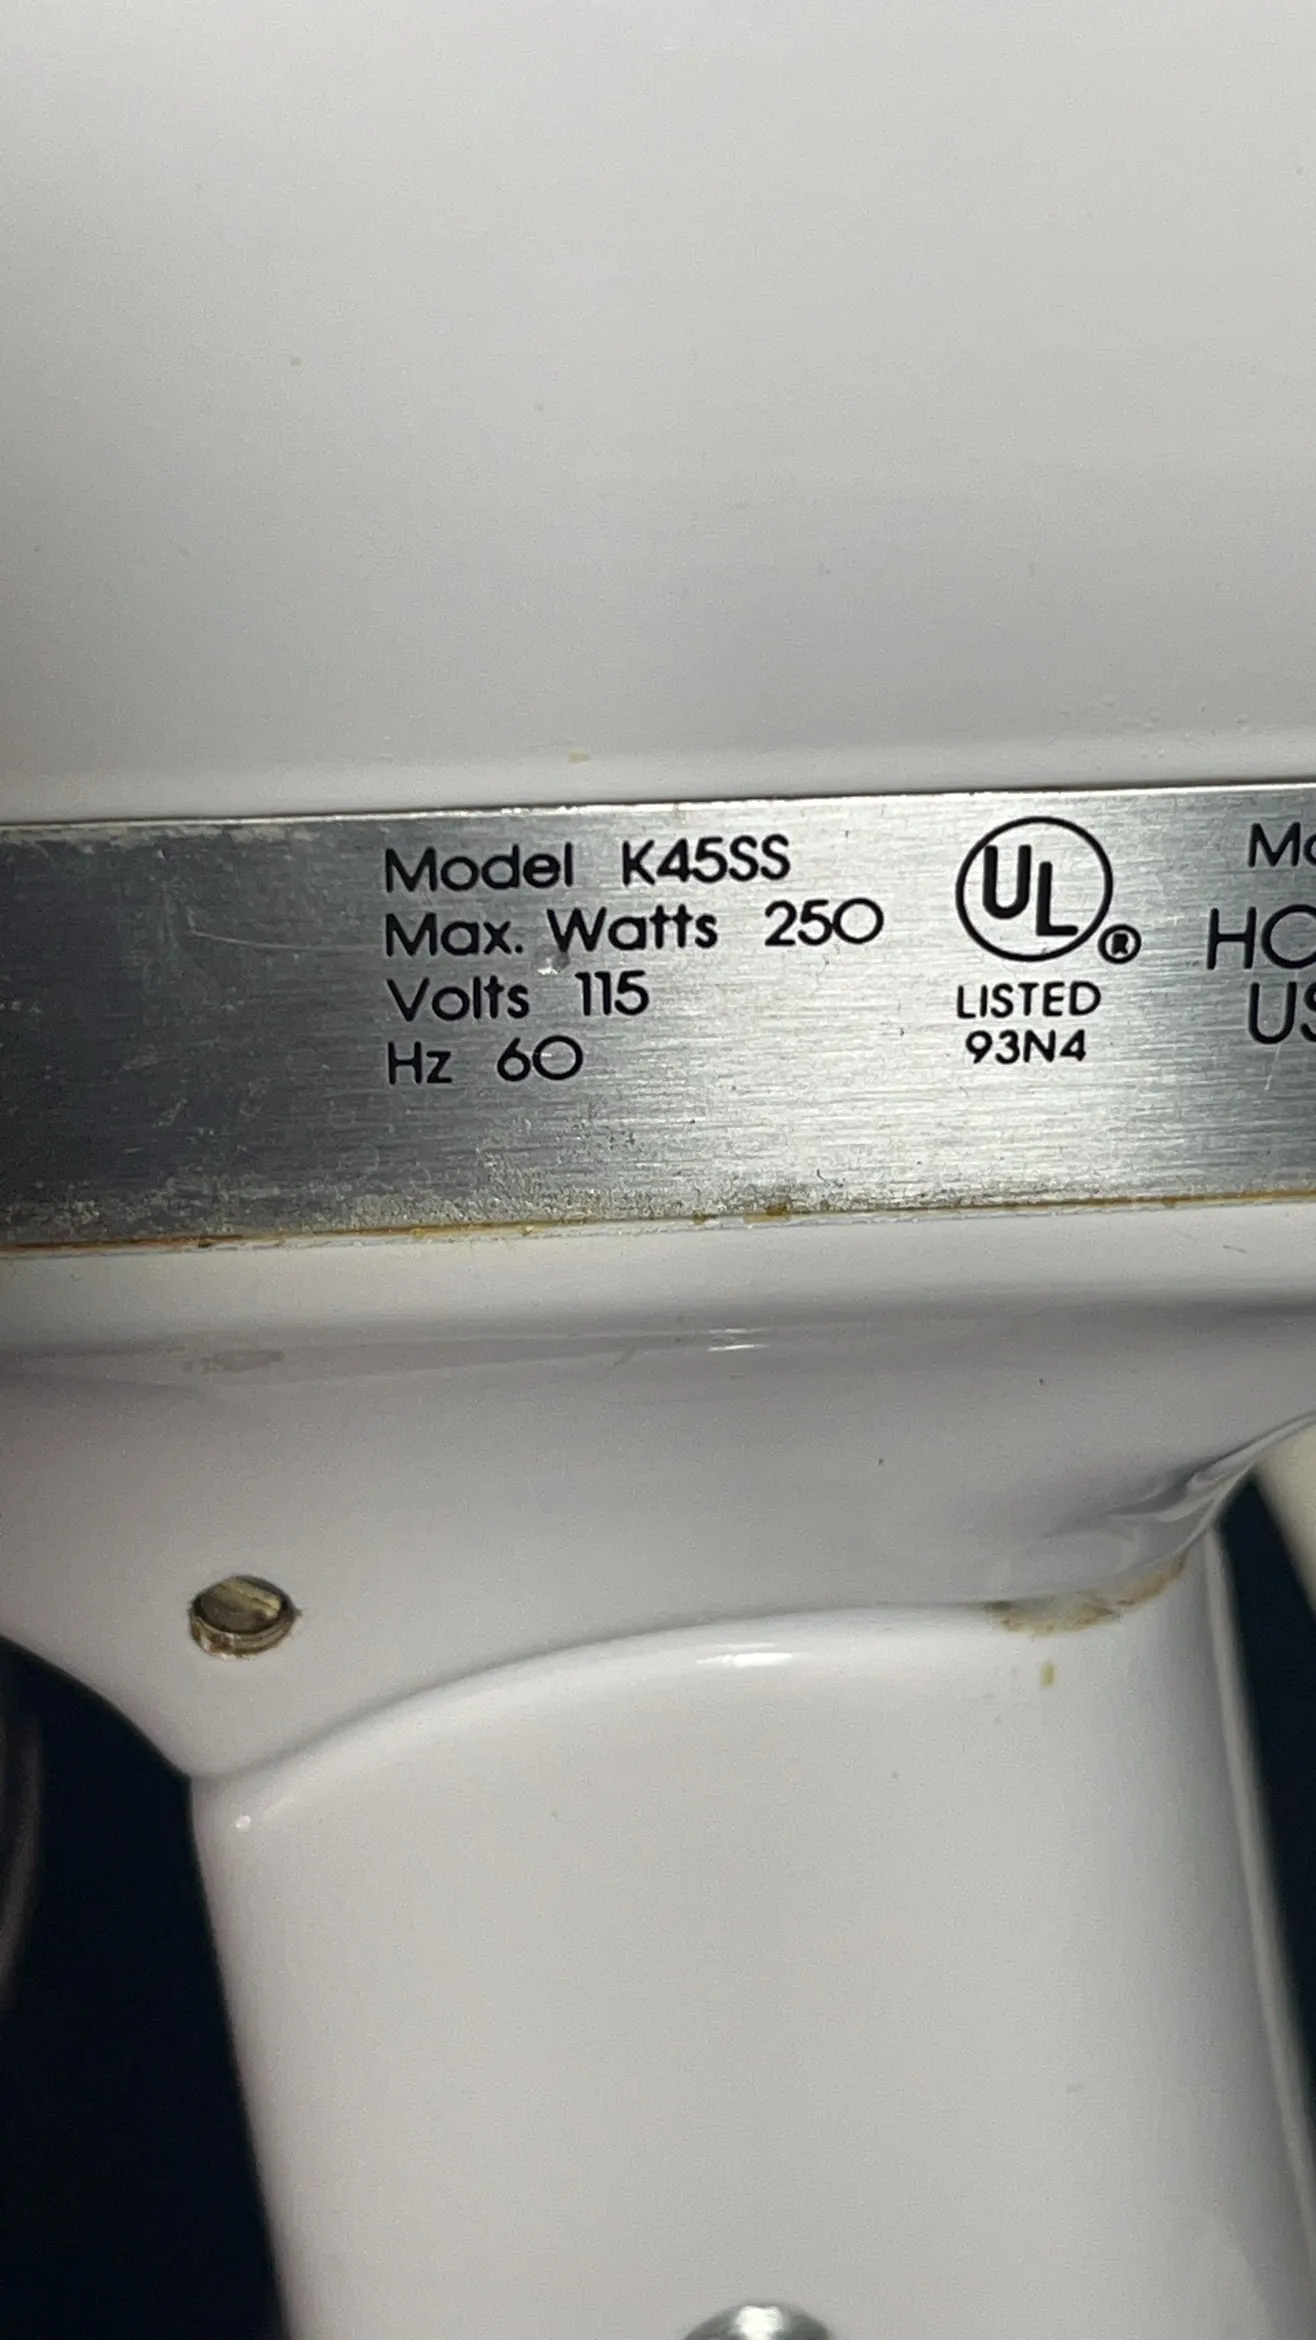 Model K45SS
Max. Watts 250
Volts 115
Hz 60
UL®
LISTED
93N4